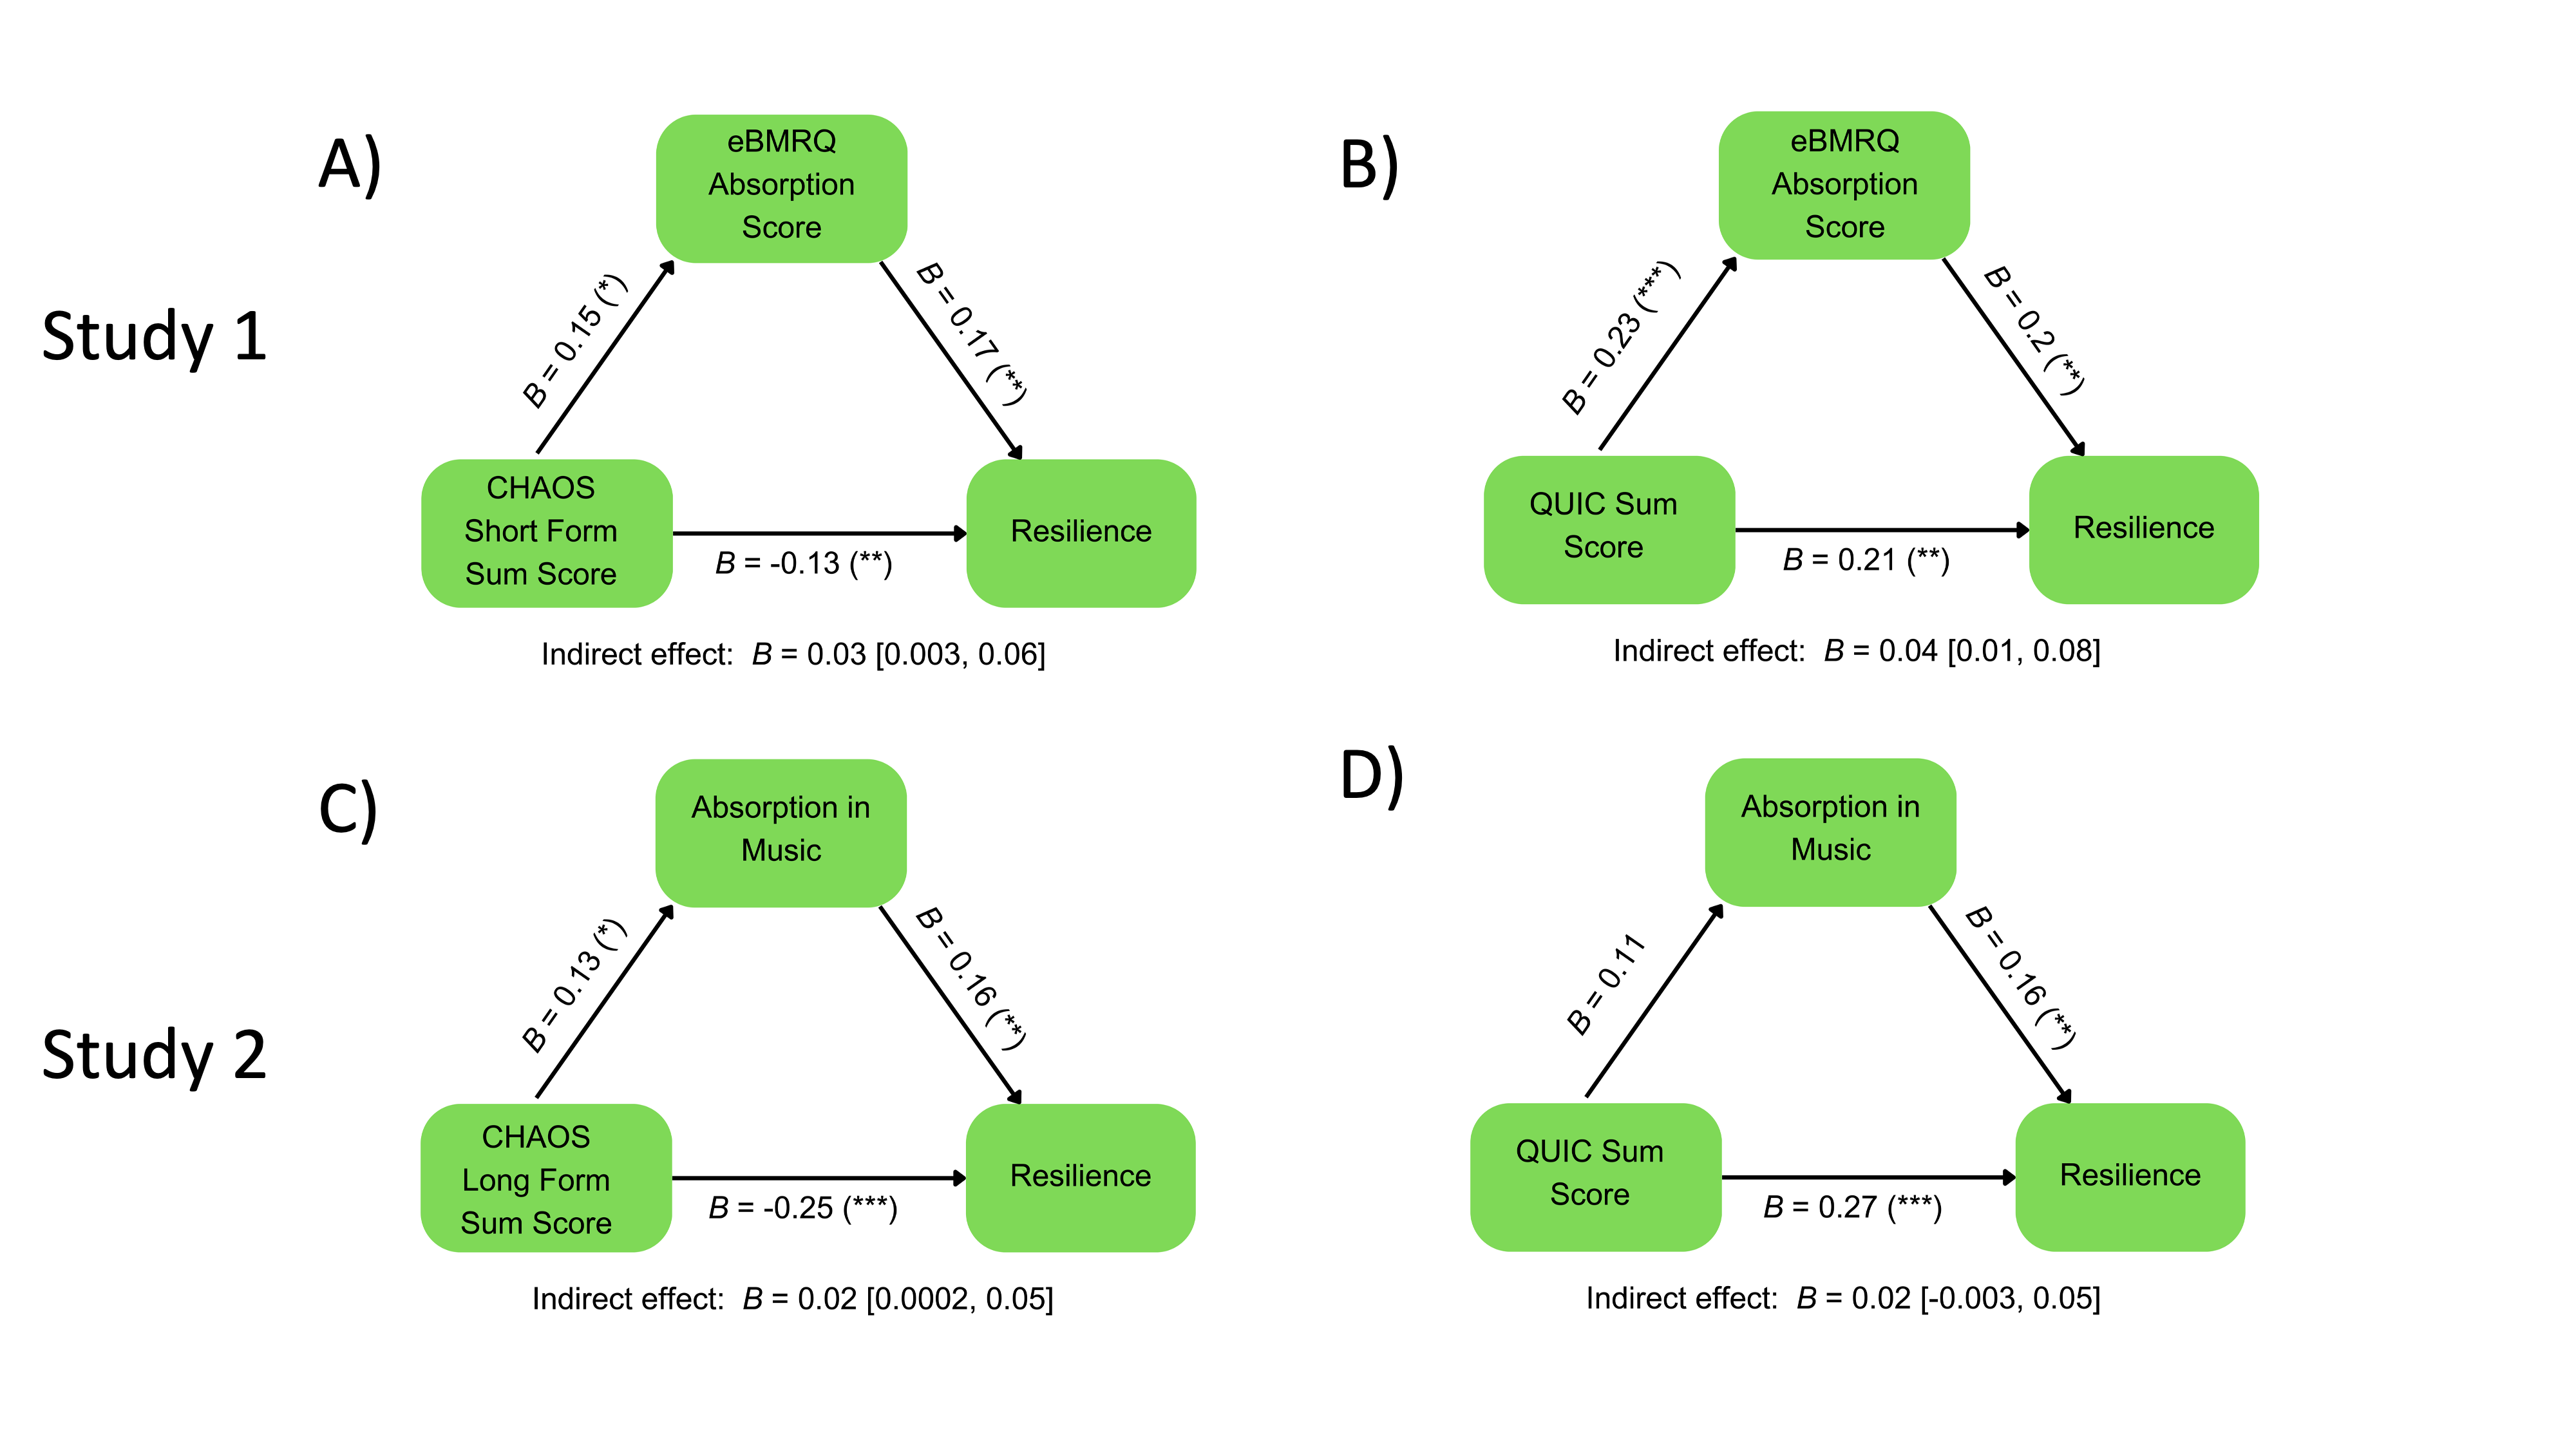 Study 1
A)
eBMRQ
Absorption
Score
B = 0.15 (*)
B = 0.17 (**)
CHAOS
Short Form
Sum Score
B = -0.13 (**)
Resilience
Indirect effect: B = 0.03 [0.003, 0.06]
B)
eBMRQ
Absorption
Score
B = 0.23 (***)
B = 0.2 (**)
QUIC Sum
Score
B = 0.21 (**)
Resilience
Indirect effect: B = 0.04 [0.01, 0.08]
Study 2
C)
Absorption in
Music
B = 0.13 (*)
B = 0.16 (**)
CHAOS
Long Form
Sum Score
B = -0.25 (***)
Resilience
Indirect effect: B = 0.02 [0.0002, 0.05]
D)
Absorption in
Music
B = 0.11
B = 0.16 (**)
QUIC Sum
Score
B = 0.27 (***)
Resilience
Indirect effect: B = 0.02 [-0.003, 0.05]